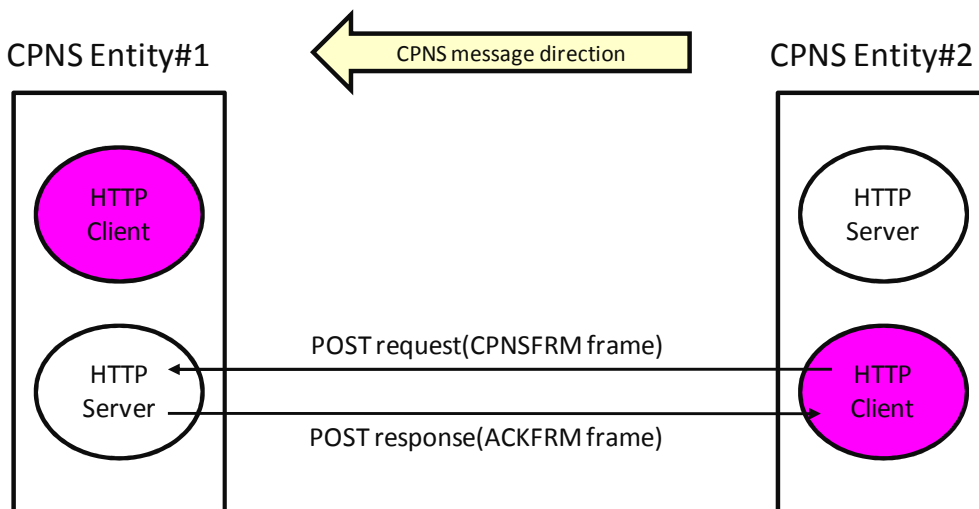 CPNS Entity#1
CPNS message direction
CPNS Entity#2
HTTP
Client
HTTP
Server
POST request(CPNSFRM frame)
HTTP
Server
HTTP
Client
POST response(ACKFRM frame)